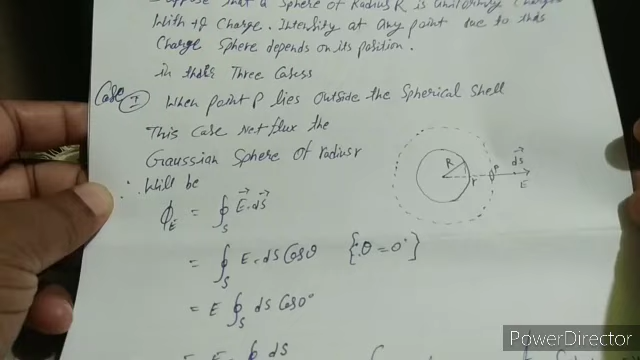 Suppose that a Sphere of Radius R is uniformly Charged
With +q Charge. Intensity at any point due to this
Charge Sphere depends on its position.
in this Three Casess
Case I When point P lies outside the Spherical Shell
This Case Net flux the
Gaussian Sphere of radius r
∴ Will be
R r P ds→ E
ϕE = ∮S E→.ds→
= ∮S E.ds Cosθ {∵θ = 0°}
= E ∮S ds Cos0°
= E ∮ ds
PowerDirector